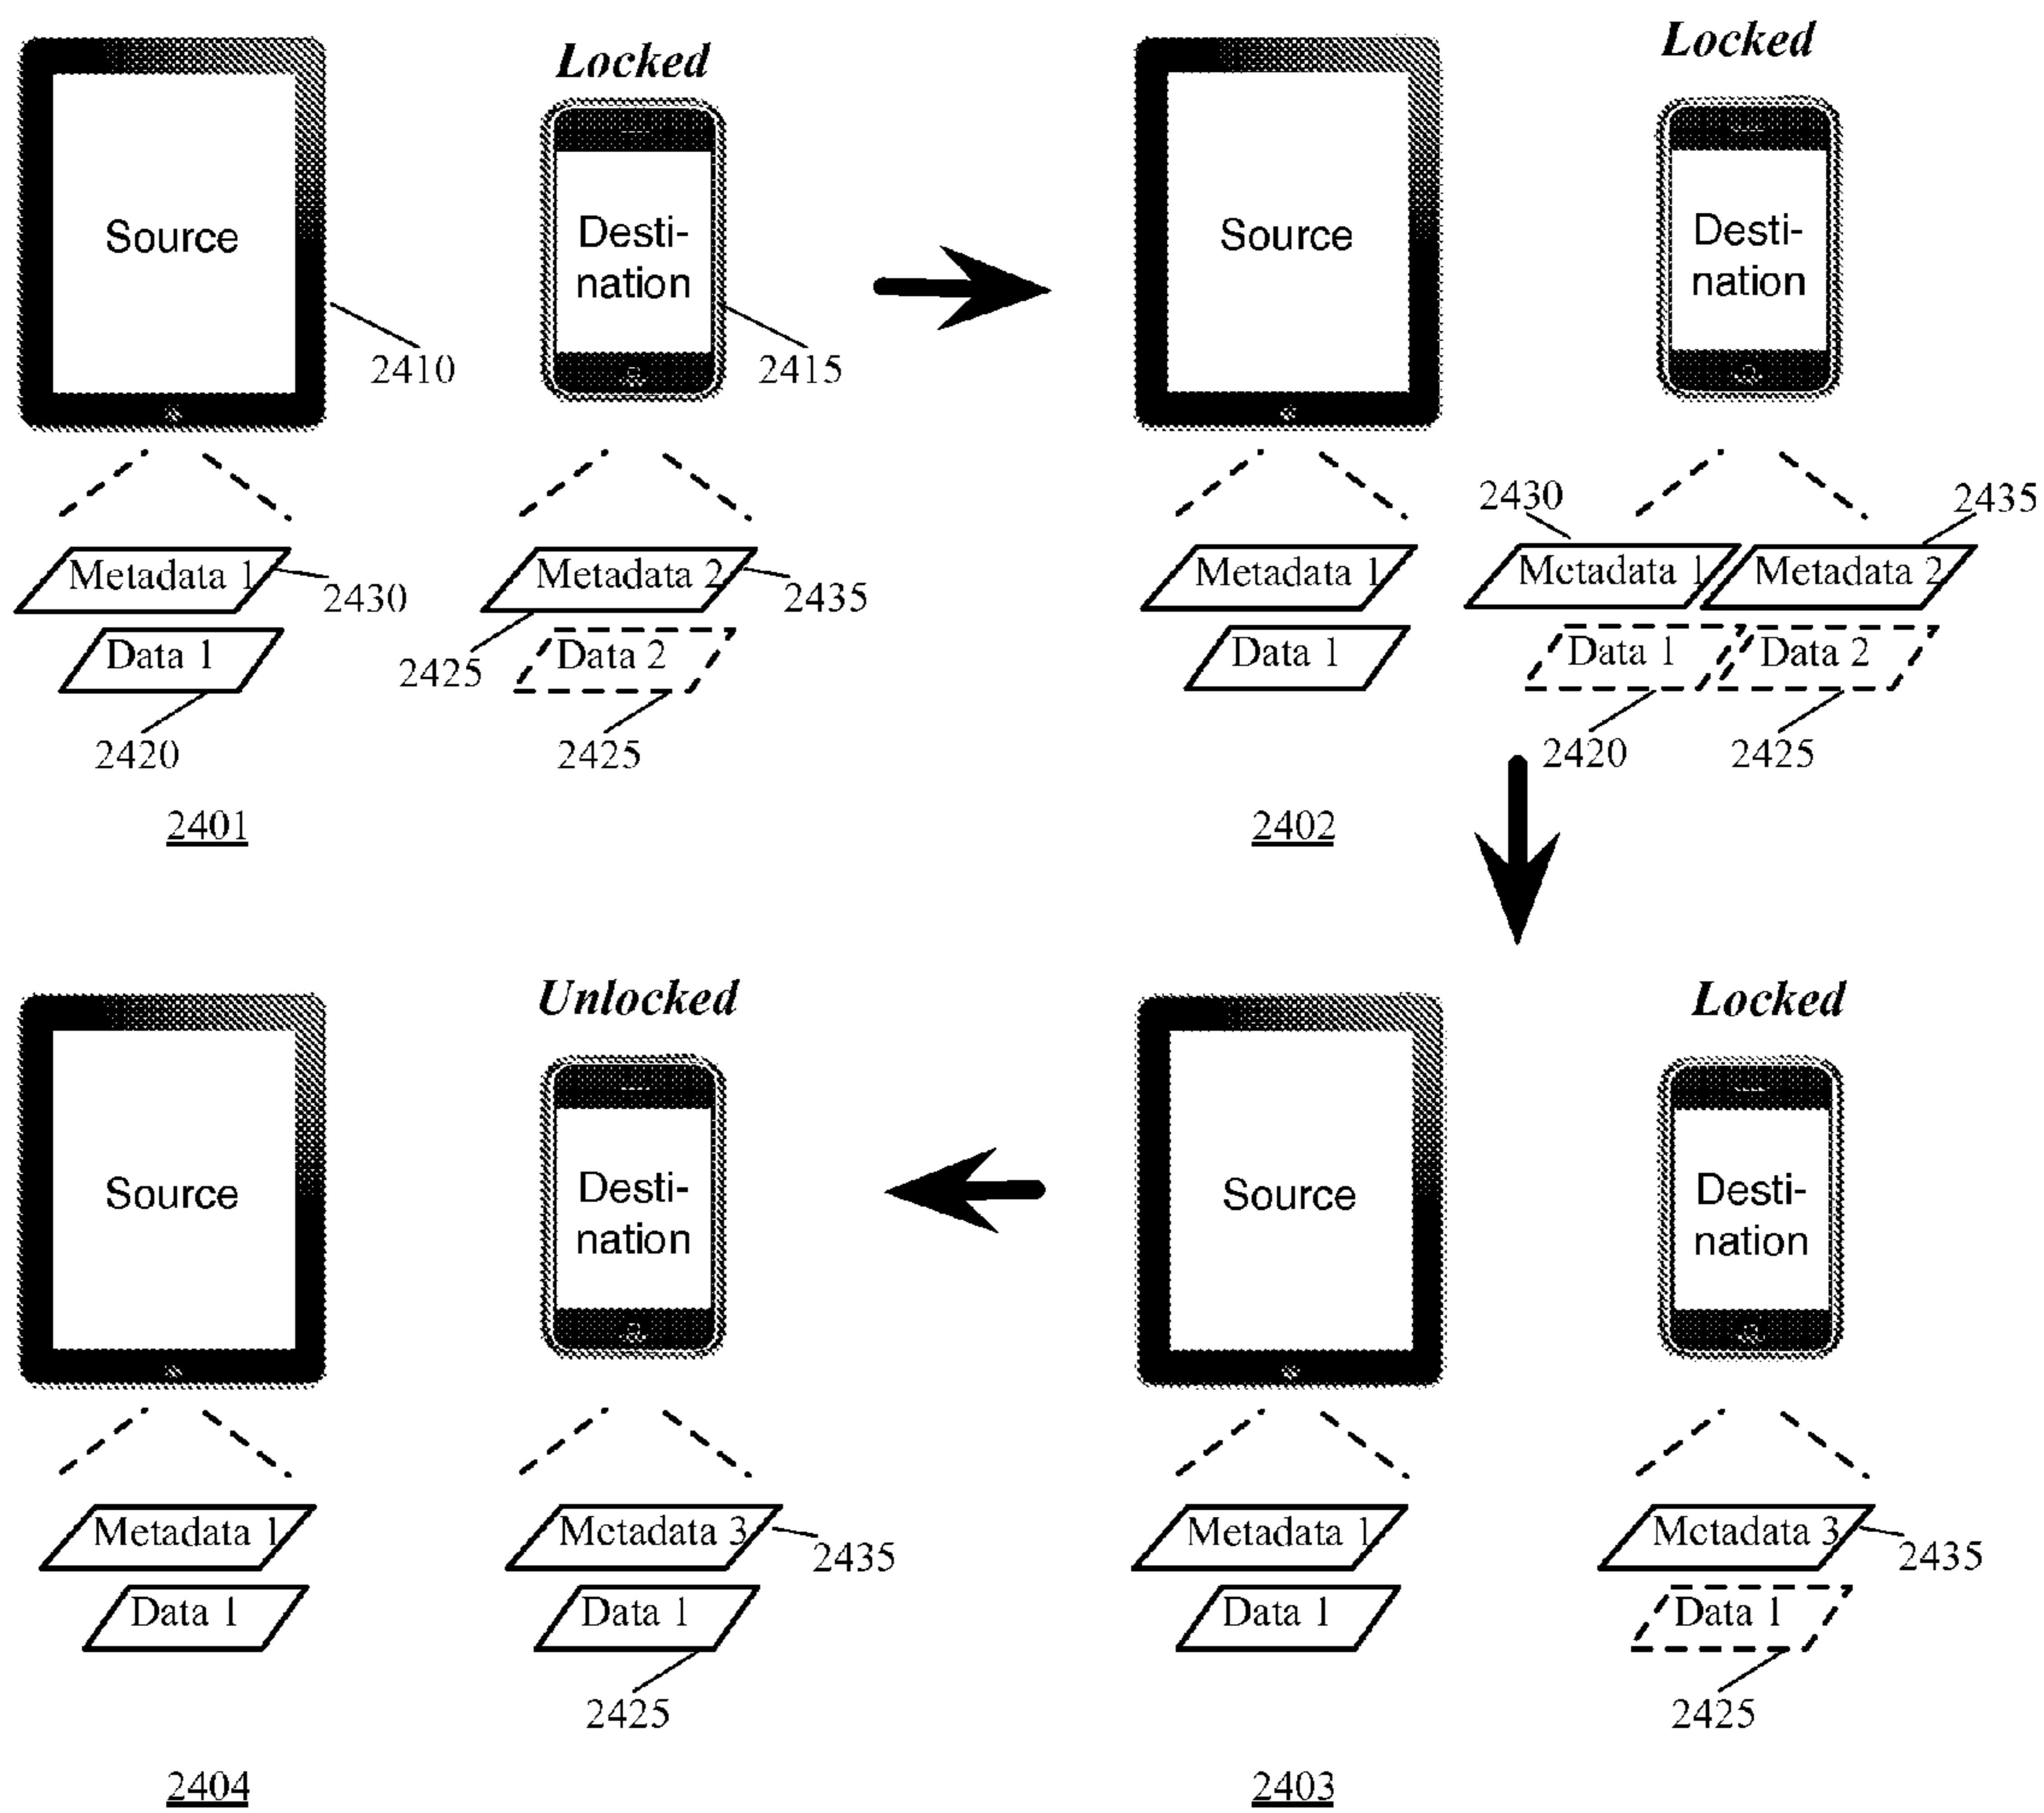 Locked
Source
Desti-
nation
2410
2415
Metadata 1
2430
Metadata 2
2435
Data 1
2425
Data 2
2420
2425
2401
Locked
Source
Desti-
nation
2430
2435
Metadata 1
Metadata 1
Metadata 2
Data 1
Data 1
Data 2
2420
2425
2402
Unlocked
Source
Desti-
nation
Metadata 1
Metadata 3
2435
Data 1
Data 1
2425
2404
Locked
Source
Desti-
nation
Metadata 1
Metadata 3
2435
Data 1
Data 1
2425
2403